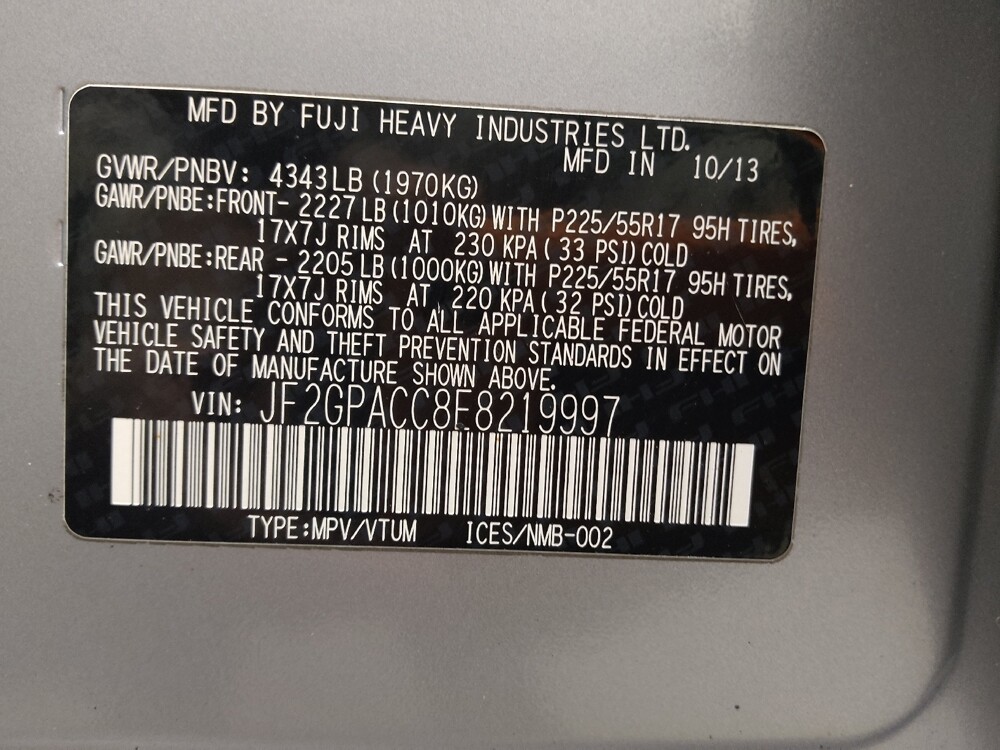 MFD BY FUJI HEAVY INDUSTRIES LTD.
MFD IN 10/13
GVWR/PNBV: 4343LB(1970KG)
GAWR/PNBE:FRONT- 2227LB(1010KG)WITH P225/55R17 95H TIRES,
17X7J RIMS AT 230 KPA( 33 PSI)COLD
GAWR/PNBE:REAR - 2205LB(1000KG)WITH P225/55R17 95H TIRES,
17X7J RIMS AT 220 KPA( 32 PSI)COLD
THIS VEHICLE CONFORMS TO ALL APPLICABLE FEDERAL MOTOR
VEHICLE SAFETY AND THEFT PREVENTION STANDARDS IN EFFECT ON
THE DATE OF MANUFACTURE SHOWN ABOVE.
VIN: JF2GPACC8E8219997
TYPE:MPV/VTUM ICES/NMB-002